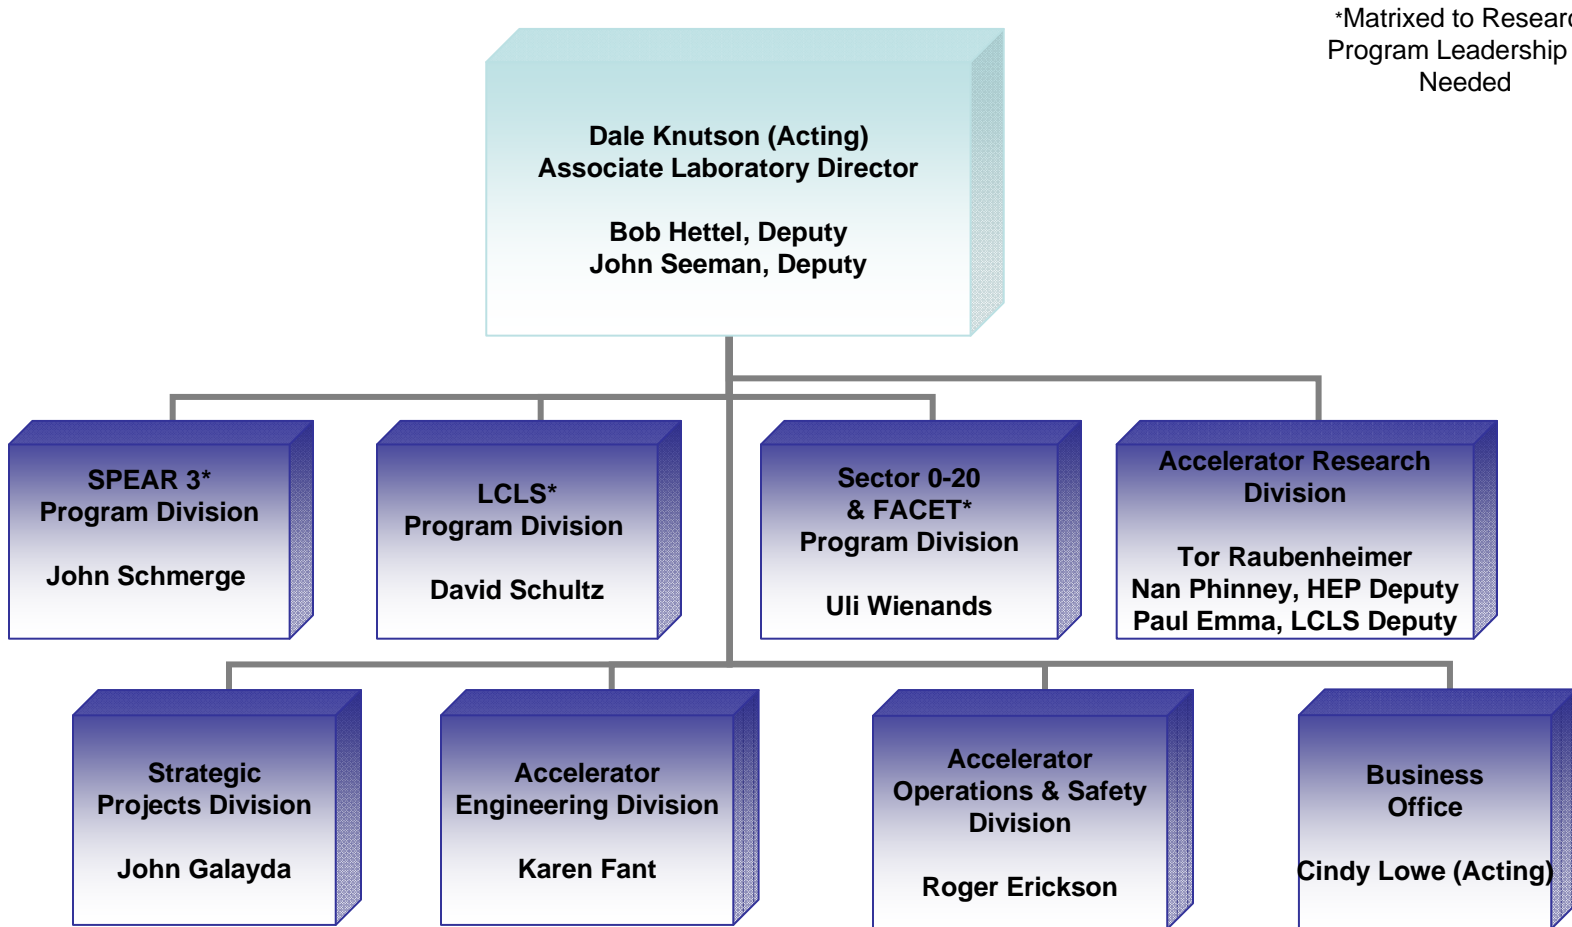 *Matrixed to
Program Leadership
Needed
Dale Knutson (Acting)
Associate Laboratory Director
Bob Hettel, Deputy
John Seeman, Deputy
SPEAR 3*
Program Division
John Schmerge
LCLS*
Program Division
David Schultz
Sector 0-20
& FACET*
Program Division
Uli Wienands
Accelerator Research
Division
Tor Raubenheimer
Nan Phinney, HEP Deputy
Paul Emma, LCLS Deputy
Strategic
Projects Division
John Galayda
Accelerator
Engineering Division
Karen Fant
Accelerator
Operations & Safety
Division
Roger Erickson
Business
Office
Cindy Lowe (Acting)